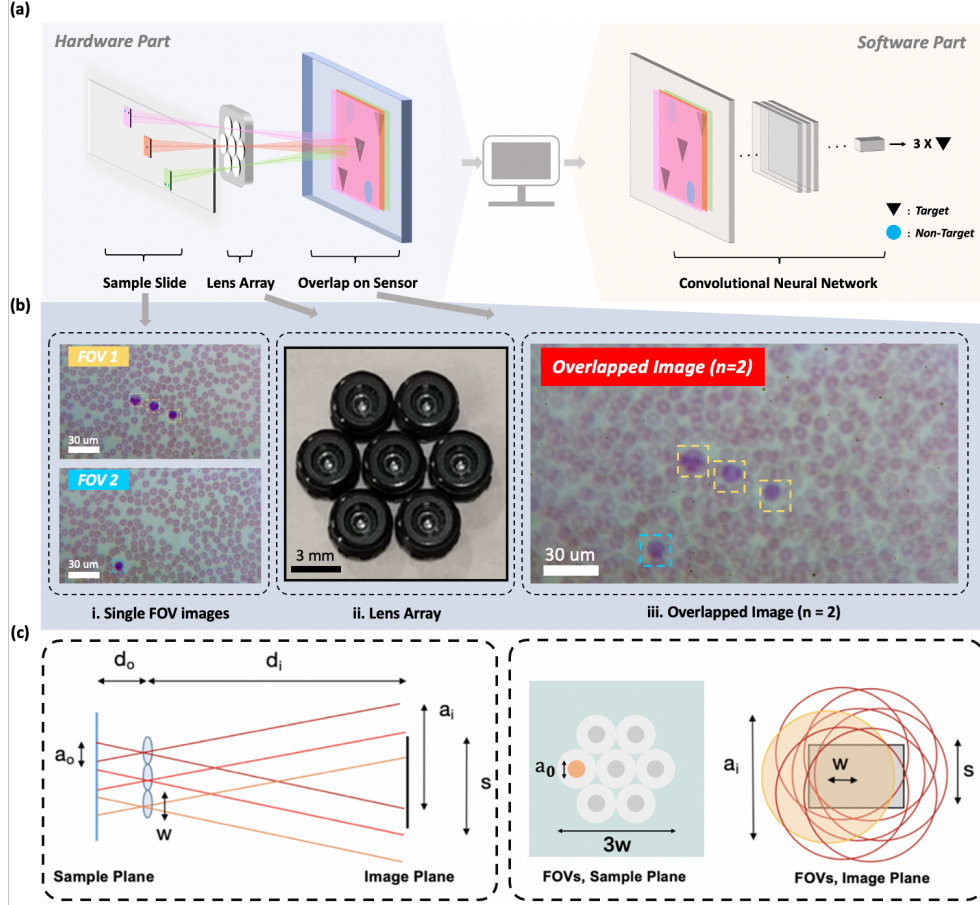 (a)
Hardware Part
Software Part
3 X
: Target
: Non-Target
Sample Slide
Lens Array
Overlap on Sensor
Convolutional Neural Network
(b)
FOV 1
30 um
FOV 2
30 um
3 mm
Overlapped Image (n=2)
30 um
i. Single FOV images
ii. Lens Array
iii. Overlapped Image (n = 2)
(c)
do
di
ao
ai
s
w
Sample Plane
Image Plane
a0
3w
FOVs, Sample Plane
ai
w
s
FOVs, Image Plane